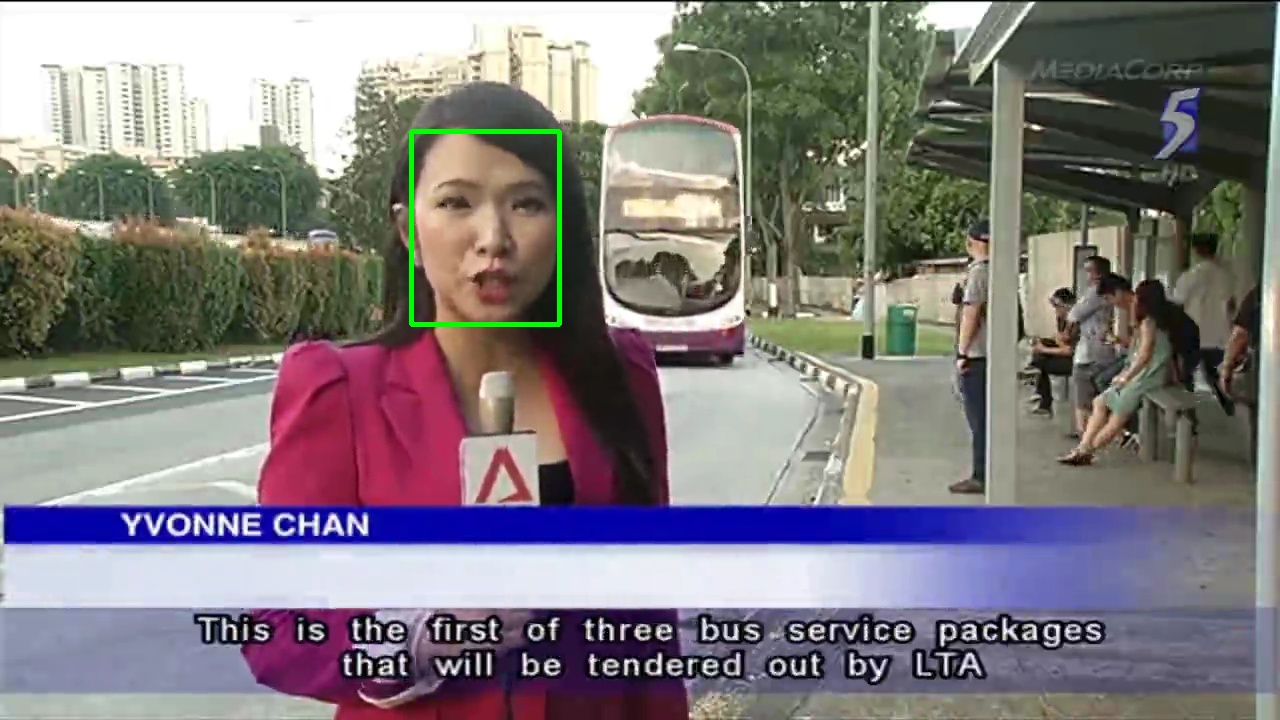 MEDIACORP
5
HD
YVONNE CHAN
This is the first of three bus service packages
that will be tendered out by LTA